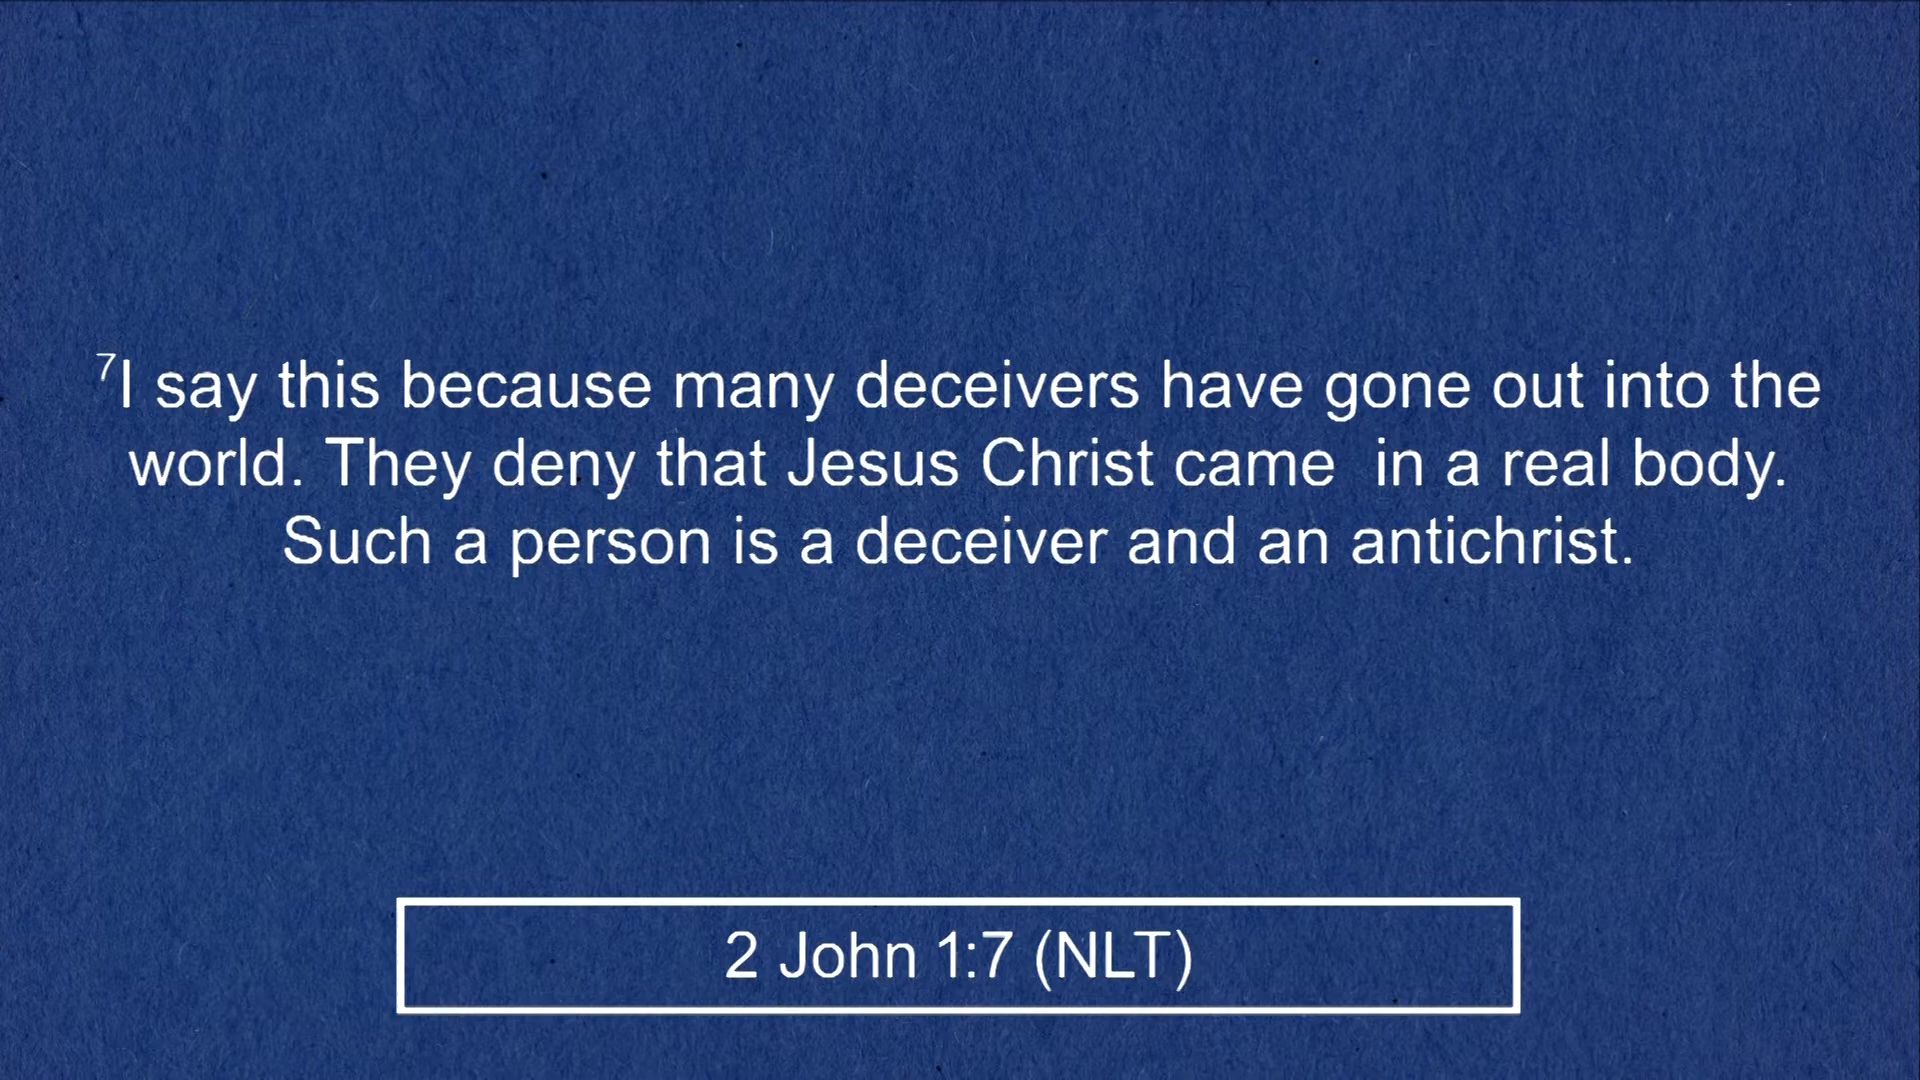 7I say this because many deceivers have gone out into the
world. They deny that Jesus Christ came  in a real body.
Such a person is a deceiver and an antichrist.
2 John 1:7 (NLT)